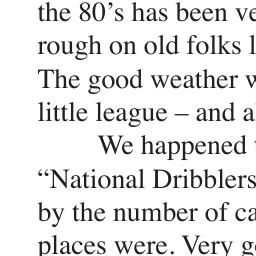 the 80’s has been ve
rough on old folks l
The good weather w
little league – and a
We happened t
“National Dribblers
by the number of ca
places were. Very g